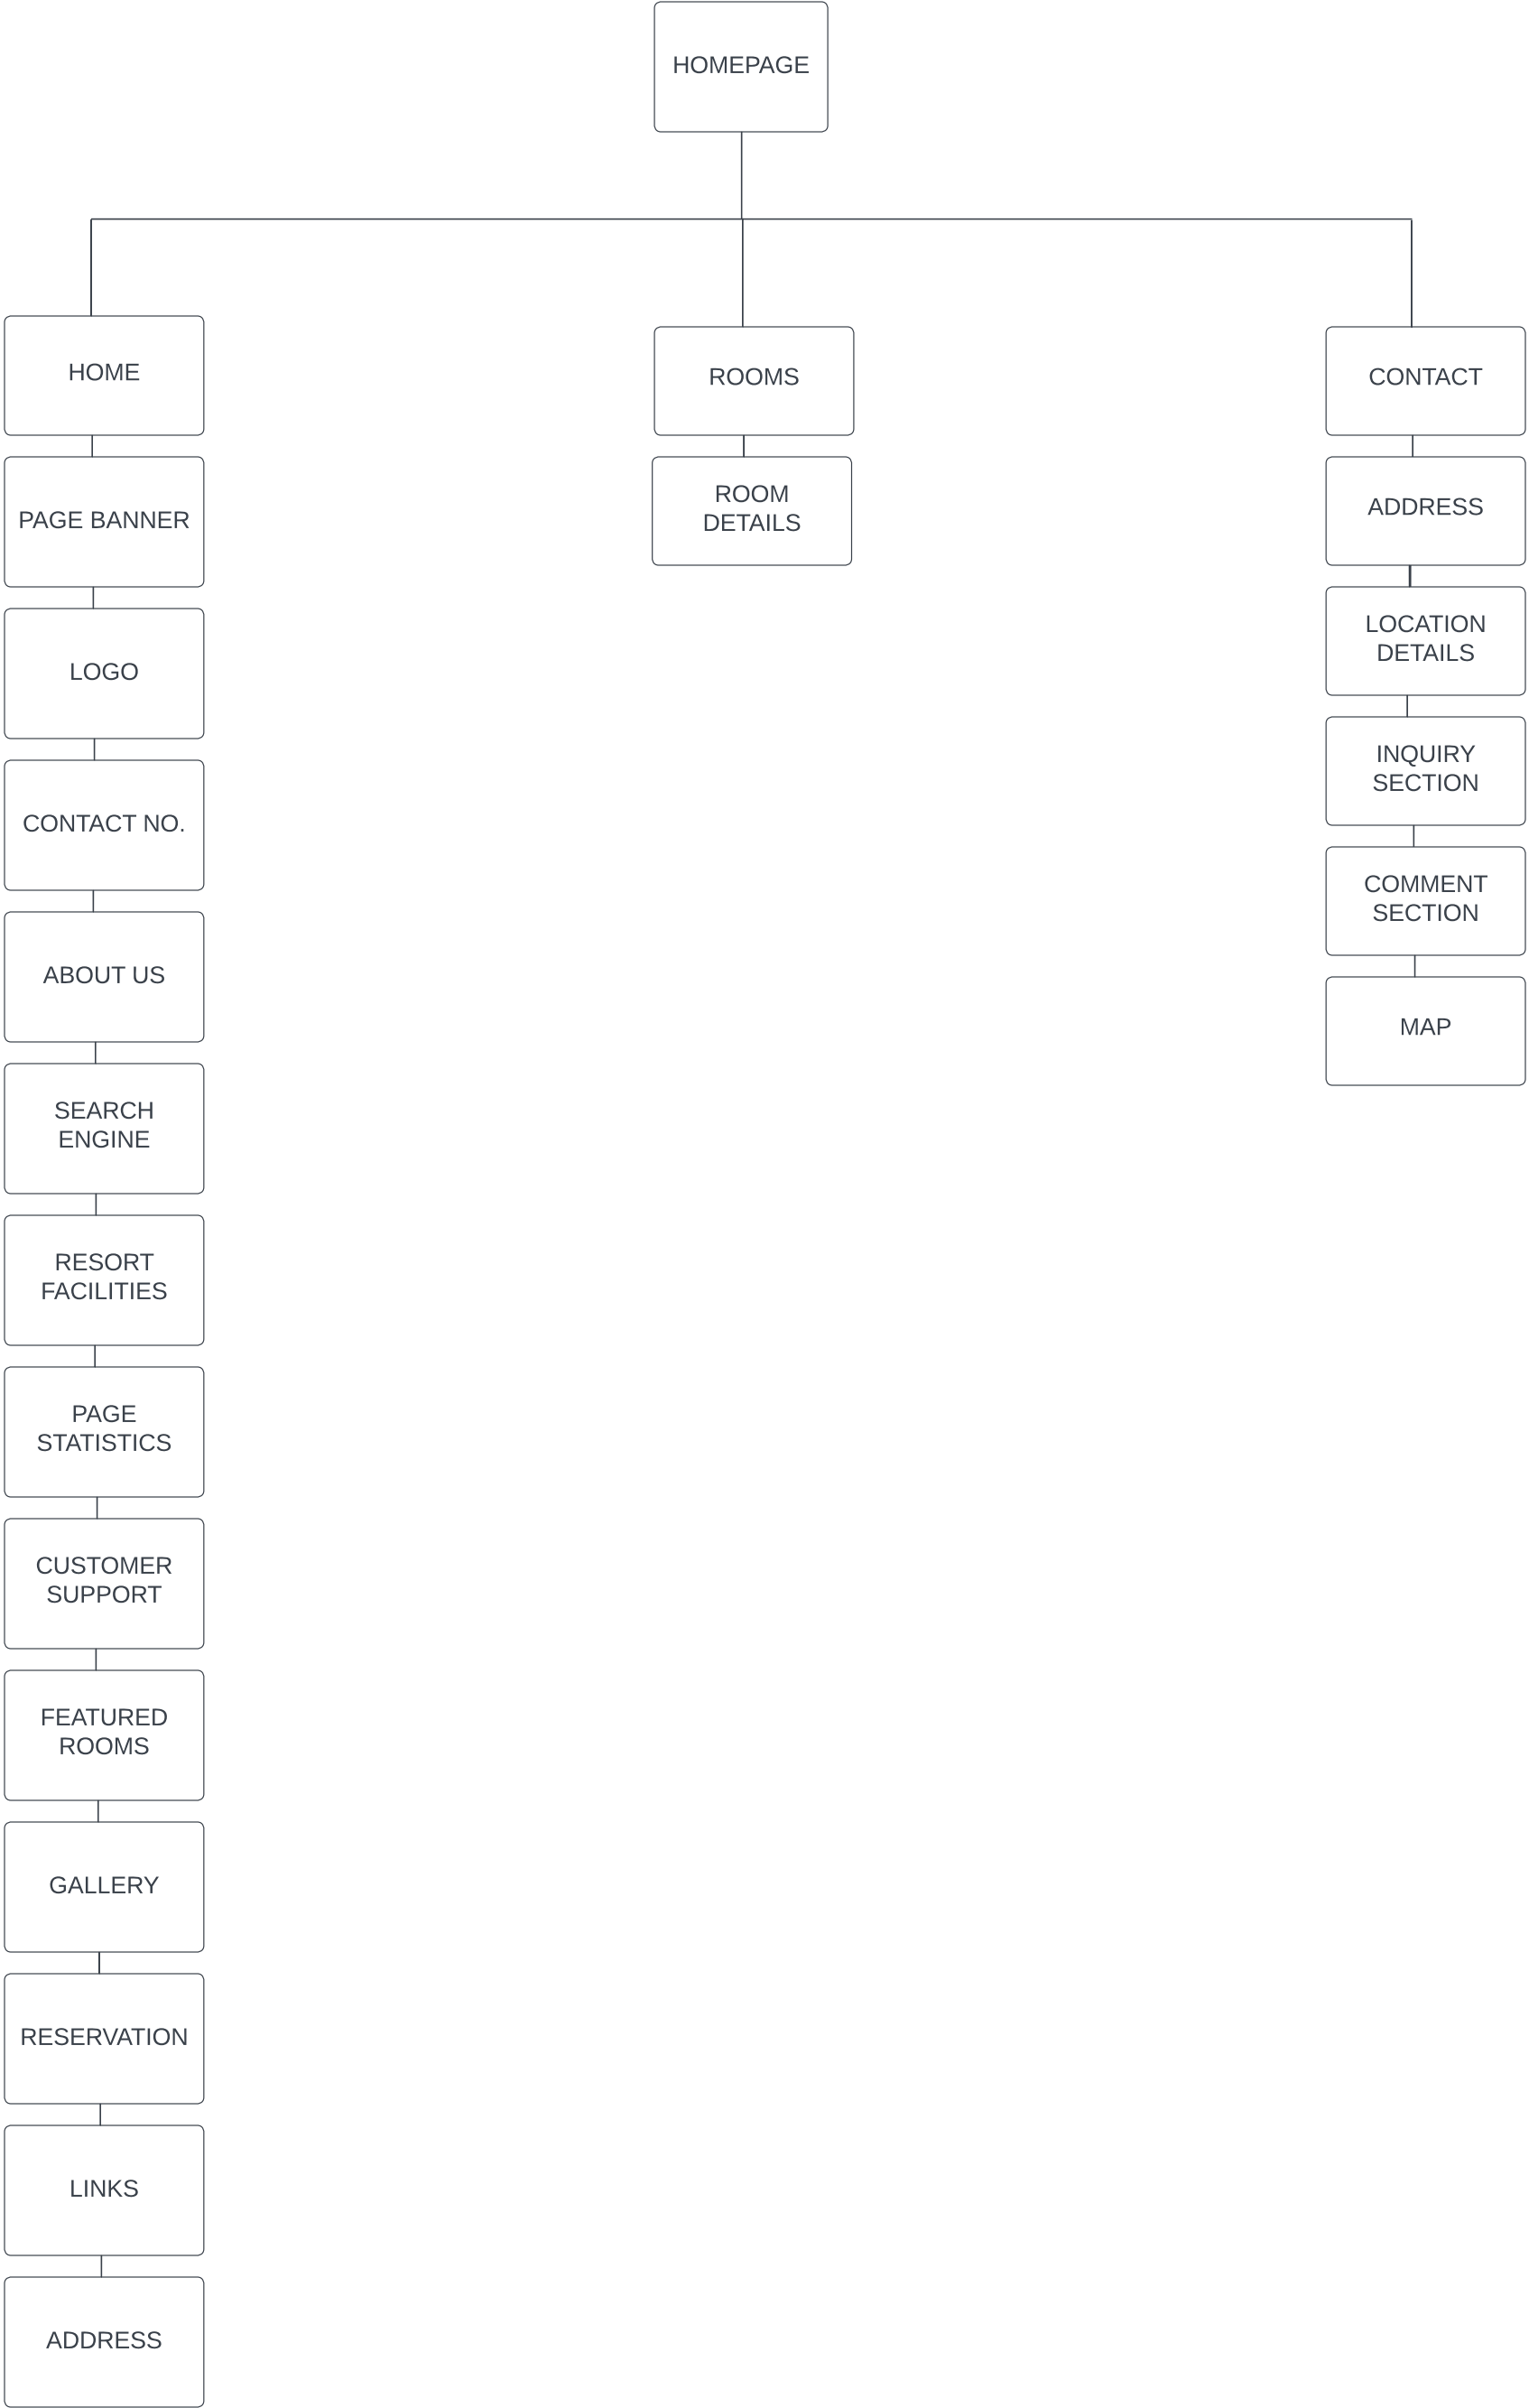 HOMEPAGE
HOME
PAGE BANNER
LOGO
CONTACT NO.
ABOUT US
SEARCH
ENGINE
RESORT
FACILITIES
PAGE
STATISTICS
CUSTOMER
SUPPORT
FEATURED
ROOMS
GALLERY
RESERVATION
LINKS
ADDRESS
ROOMS
ROOM
DETAILS
CONTACT
ADDRESS
LOCATION
DETAILS
INQUIRY
SECTION
COMMENT
SECTION
MAP